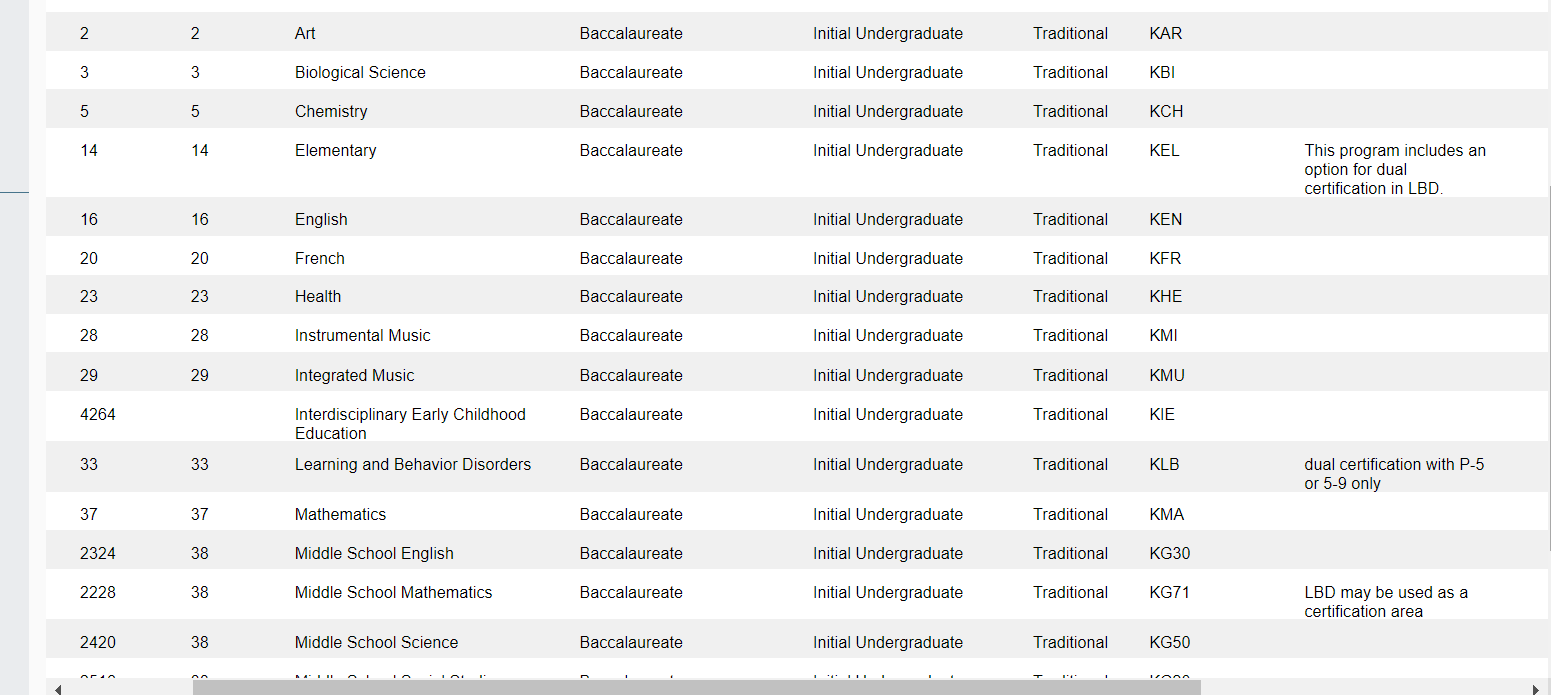 2 2 Art Baccalaureate Initial Undergraduate Traditional KAR
3 3 Biological Science Baccalaureate Initial Undergraduate Traditional KBI
5 5 Chemistry Baccalaureate Initial Undergraduate Traditional KCH
14 14 Elementary Baccalaureate Initial Undergraduate Traditional KEL This program includes an
option for dual
certification in LBD.
16 16 English Baccalaureate Initial Undergraduate Traditional KEN
20 20 French Baccalaureate Initial Undergraduate Traditional KFR
23 23 Health Baccalaureate Initial Undergraduate Traditional KHE
28 28 Instrumental Music Baccalaureate Initial Undergraduate Traditional KMI
29 29 Integrated Music Baccalaureate Initial Undergraduate Traditional KMU
4264 Interdisciplinary Early Childhood Baccalaureate Initial Undergraduate Traditional KIE
Education
33 33 Learning and Behavior Disorders Baccalaureate Initial Undergraduate Traditional KLB dual certification with P-5
or 5-9 only
37 37 Mathematics Baccalaureate Initial Undergraduate Traditional KMA
2324 38 Middle School English Baccalaureate Initial Undergraduate Traditional KG30
2228 38 Middle School Mathematics Baccalaureate Initial Undergraduate Traditional KG71 LBD may be used as a
certification area
2420 38 Middle School Science Baccalaureate Initial Undergraduate Traditional KG50